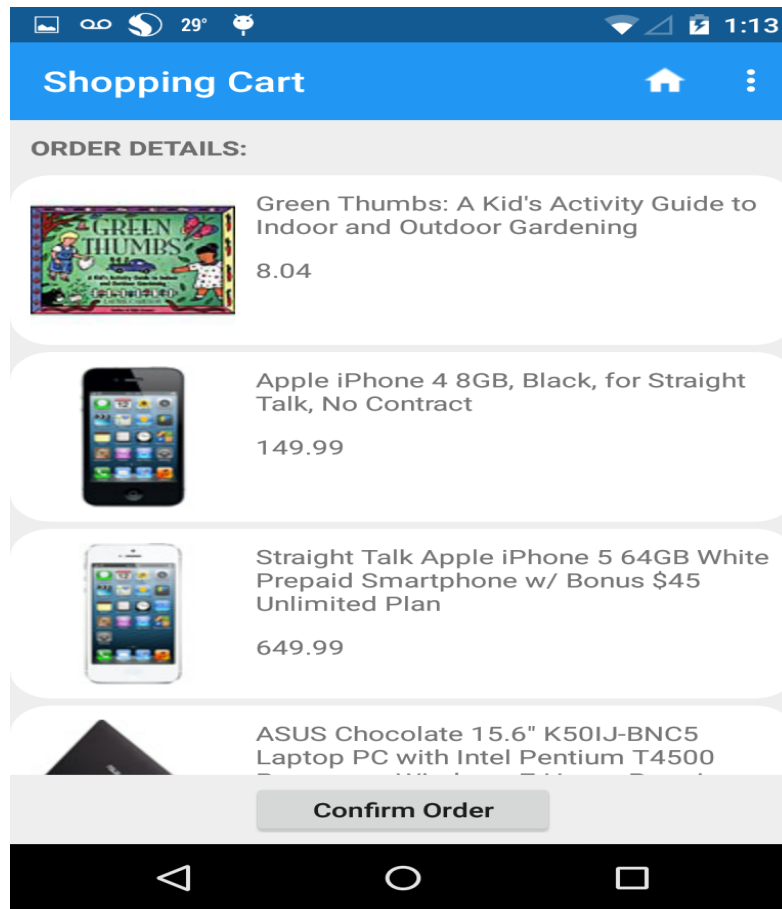 29°
1:13
Shopping Cart
ORDER DETAILS:
GREEN
THUMBS
Green Thumbs: A Kid's Activity Guide to
Indoor and Outdoor Gardening
8.04
Apple iPhone 4 8GB, Black, for Straight
Talk, No Contract
149.99
Straight Talk Apple iPhone 5 64GB White
Prepaid Smartphone w/ Bonus $45
Unlimited Plan
649.99
ASUS Chocolate 15.6" K50IJ-BNC5
Laptop PC with Intel Pentium T4500
Confirm Order